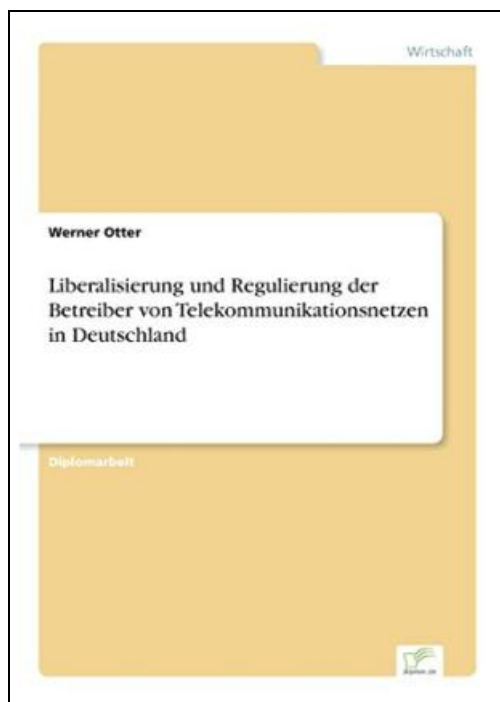 Wirtschaft
Werner Otter
Liberalisierung und Regulierung der
Betreiber von Telekommunikationsnetzen
in Deutschland
Diplomarbeit